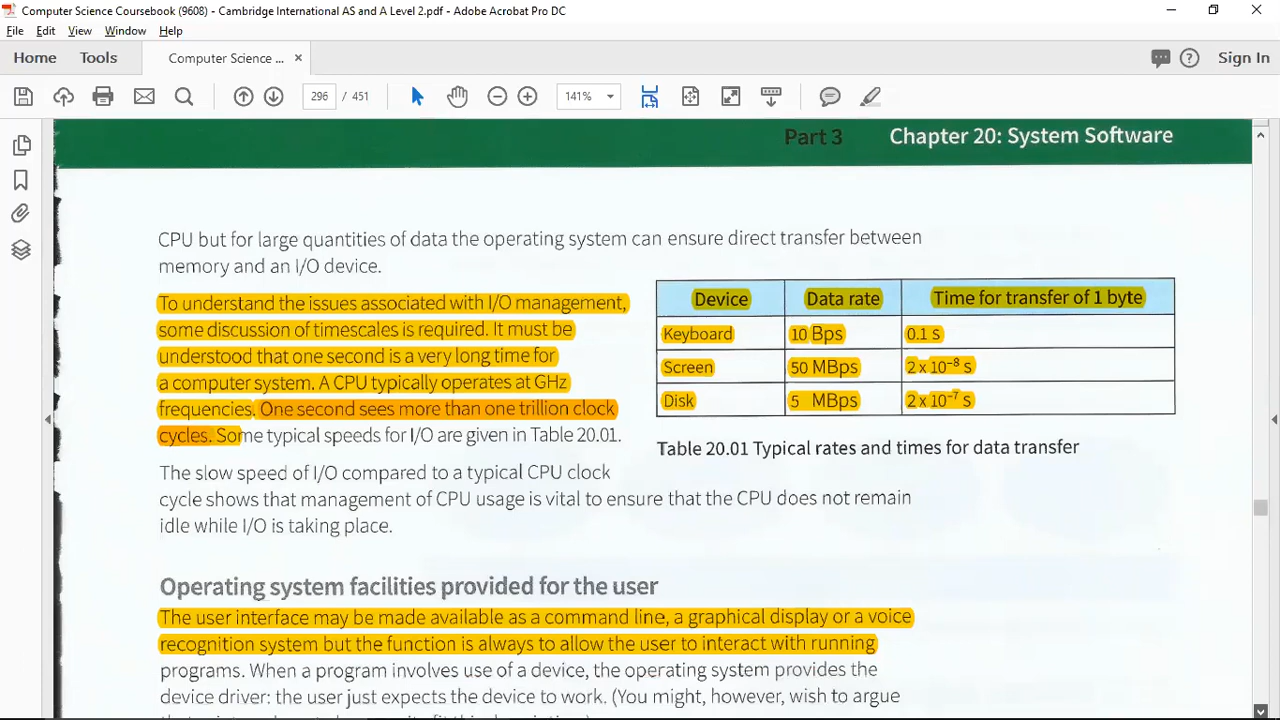 Computer Science Coursebook (9608) - Cambridge International AS and A Level 2.pdf - Adobe Acrobat Pro DC
File Edit View Window Help
Home Tools Computer Science ... × Sign In
296 / 451 141%
Part 3 Chapter 20: System Software
CPU but for large quantities of data the operating system can ensure direct transfer between
memory and an I/O device.
To understand the issues associated with I/O management,
some discussion of timescales is required. It must be
understood that one second is a very long time for
a computer system. A CPU typically operates at GHz
frequencies. One second sees more than one trillion clock
cycles. Some typical speeds for I/O are given in Table 20.01.
Device Data rate Time for transfer of 1 byte
Keyboard 10 Bps 0.1 s
Screen 50 MBps 2 x 10⁻⁸ s
Disk 5 MBps 2 x 10⁻⁷ s
Table 20.01 Typical rates and times for data transfer
The slow speed of I/O compared to a typical CPU clock
cycle shows that management of CPU usage is vital to ensure that the CPU does not remain
idle while I/O is taking place.
Operating system facilities provided for the user
The user interface may be made available as a command line, a graphical display or a voice
recognition system but the function is always to allow the user to interact with running
programs. When a program involves use of a device, the operating system provides the
device driver: the user just expects the device to work. (You might, however, wish to argue